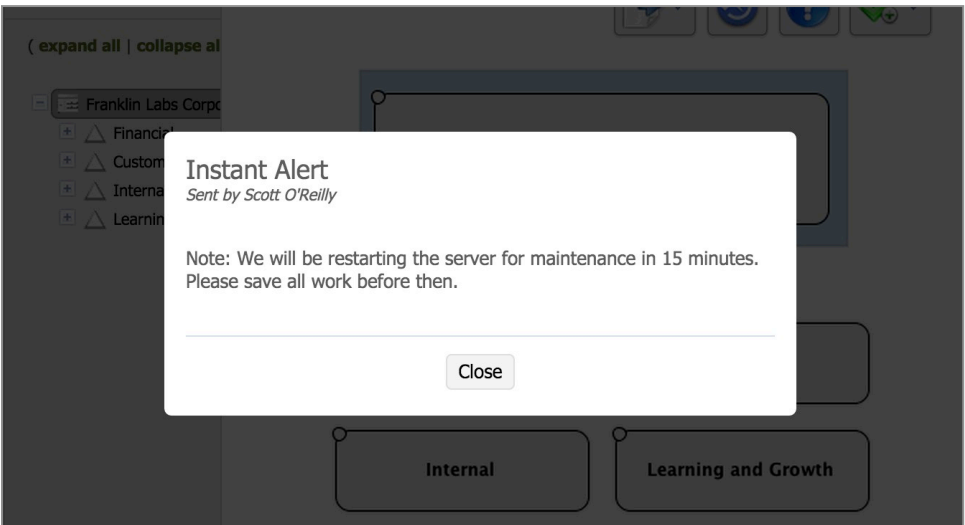 ( expand all | collapse al
Franklin Labs Corpo
Financial
Custom
Interna
Learnin
Instant Alert
Sent by Scott O'Reilly
Note: We will be restarting the server for maintenance in 15 minutes.
Please save all work before then.
Close
Internal
Learning and Growth